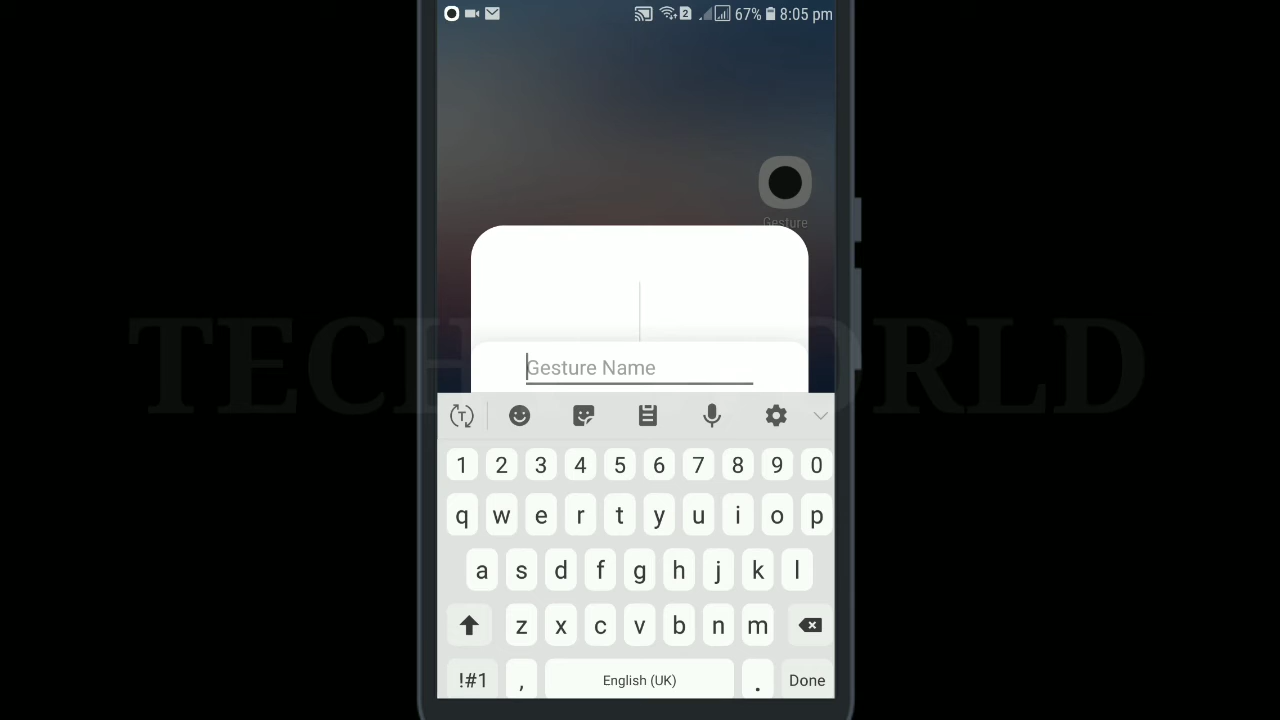 2 67% 8:05 pm
Gesture
Gesture Name
T
1 2 3 4 5 6 7 8 9 0
q w e r t y u i o p
a s d f g h j k l
z x c v b n m
!#1 , English (UK) . Done